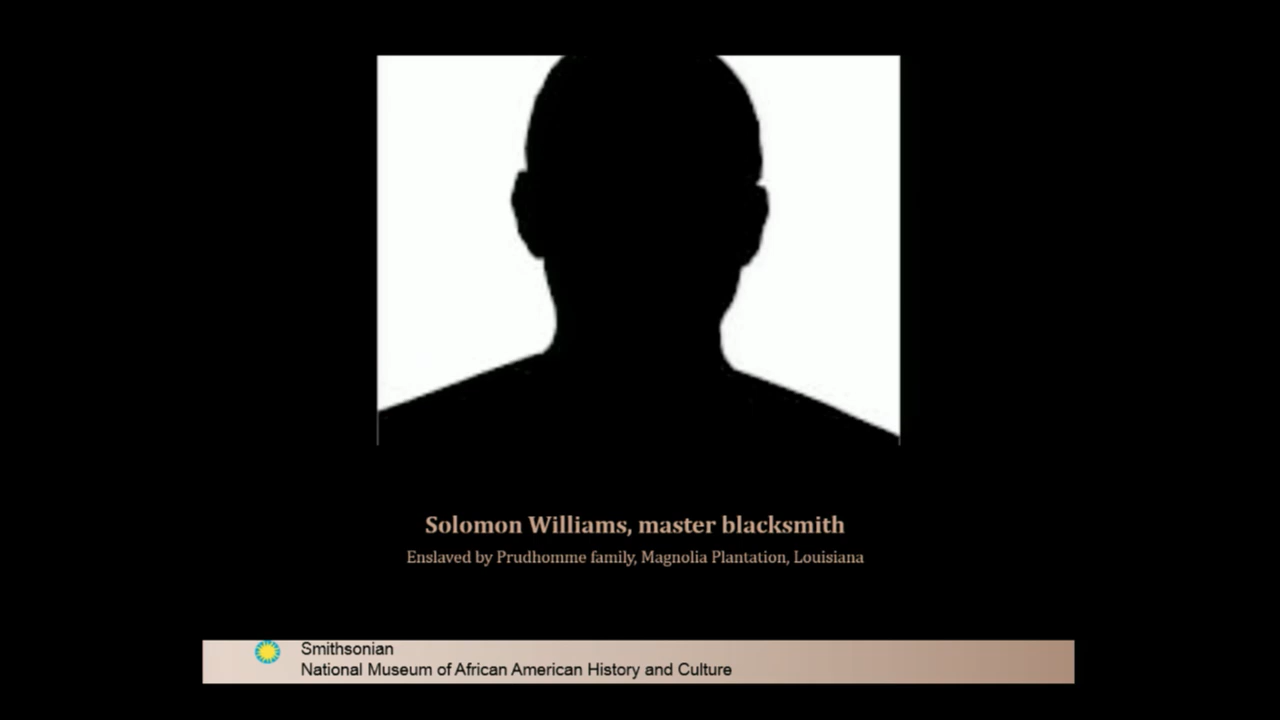 Solomon Williams, master blacksmith
Enslaved by Prudhomme family, Magnolia Plantation, Louisiana
Smithsonian
National Museum of African American History and Culture